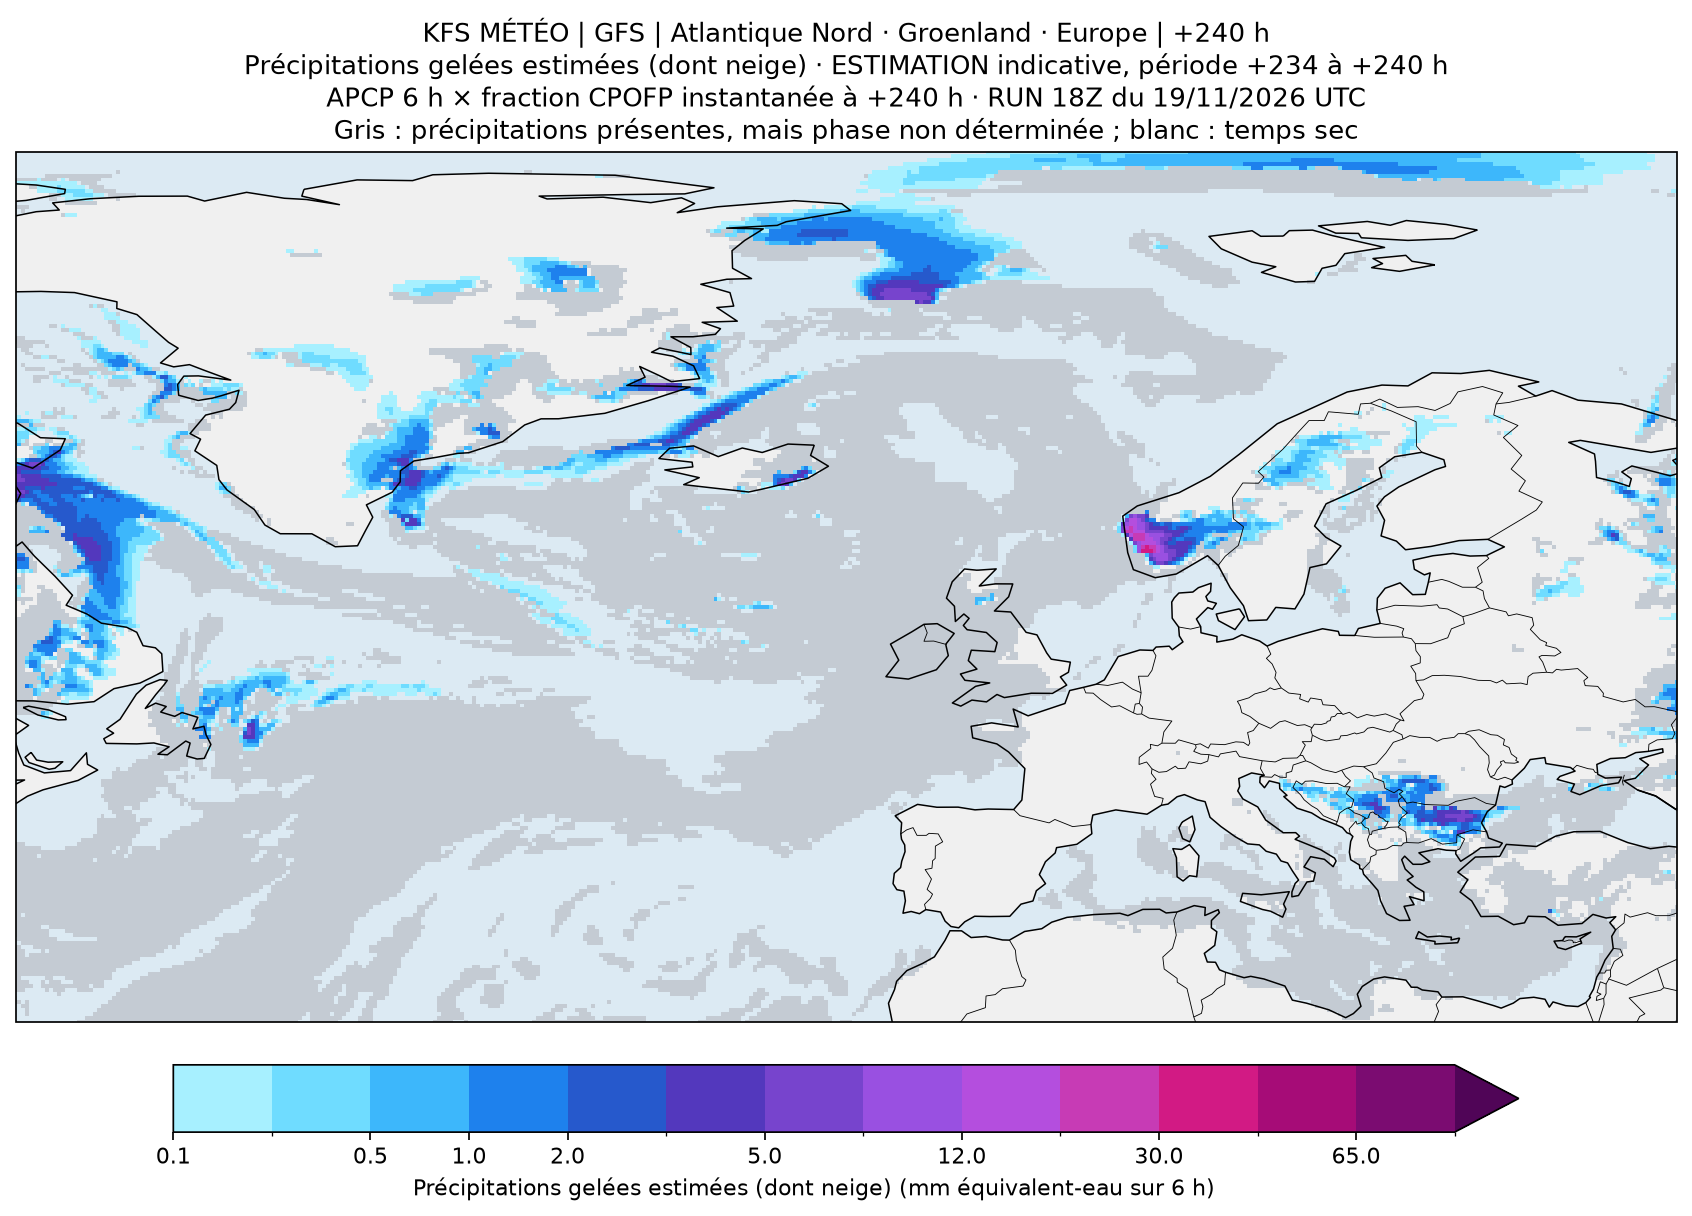 KFS MÉTÉO | GFS | Atlantique Nord · Groenland · Europe | +240 h
Précipitations gelées estimées (dont neige) · ESTIMATION indicative, période +234 à +240 h
APCP 6 h × fraction CPOFP instantanée à +240 h · RUN 18Z du 19/11/2026 UTC
Gris : précipitations présentes, mais phase non déterminée ; blanc : temps sec
0.1 0.5 1.0 2.0 5.0 12.0 30.0 65.0
Précipitations gelées estimées (dont neige) (mm équivalent-eau sur 6 h)